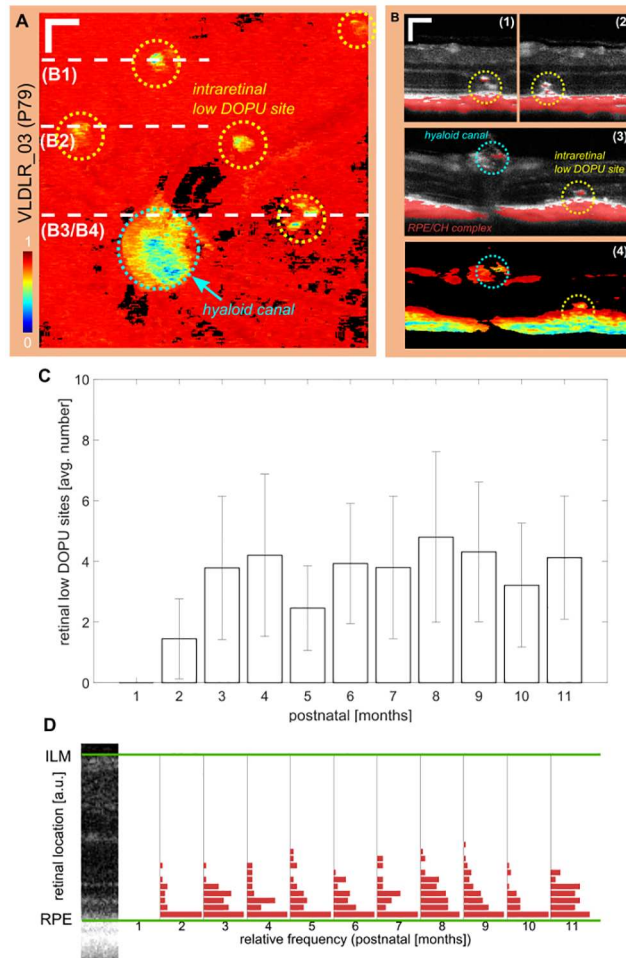 A
VLDLR_03 (P79)
(B1)
intraretinal
low DOPU site
(B2)
(B3/B4)
1
0
hyaloid canal
B
(1)
(2)
hyaloid canal
(3)
intraretinal
low DOPU site
RPE/CH complex
(4)
C
retinal low DOPU sites [avg. number]
10
8
6
4
2
0
1 2 3 4 5 6 7 8 9 10 11
postnatal [months]
D
ILM
retinal location [a.u.]
RPE
1 2 3 4 5 6 7 8 9 10 11
relative frequency (postnatal [months])